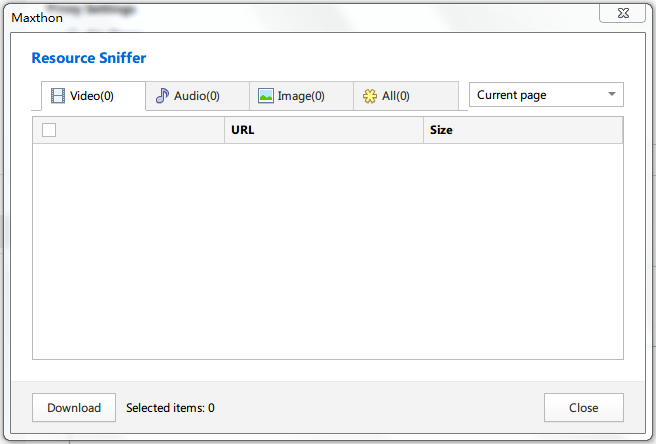 Maxthon
Resource Sniffer
Video(0) Audio(0) Image(0) All(0) Current page
URL Size
Download Selected items: 0 Close